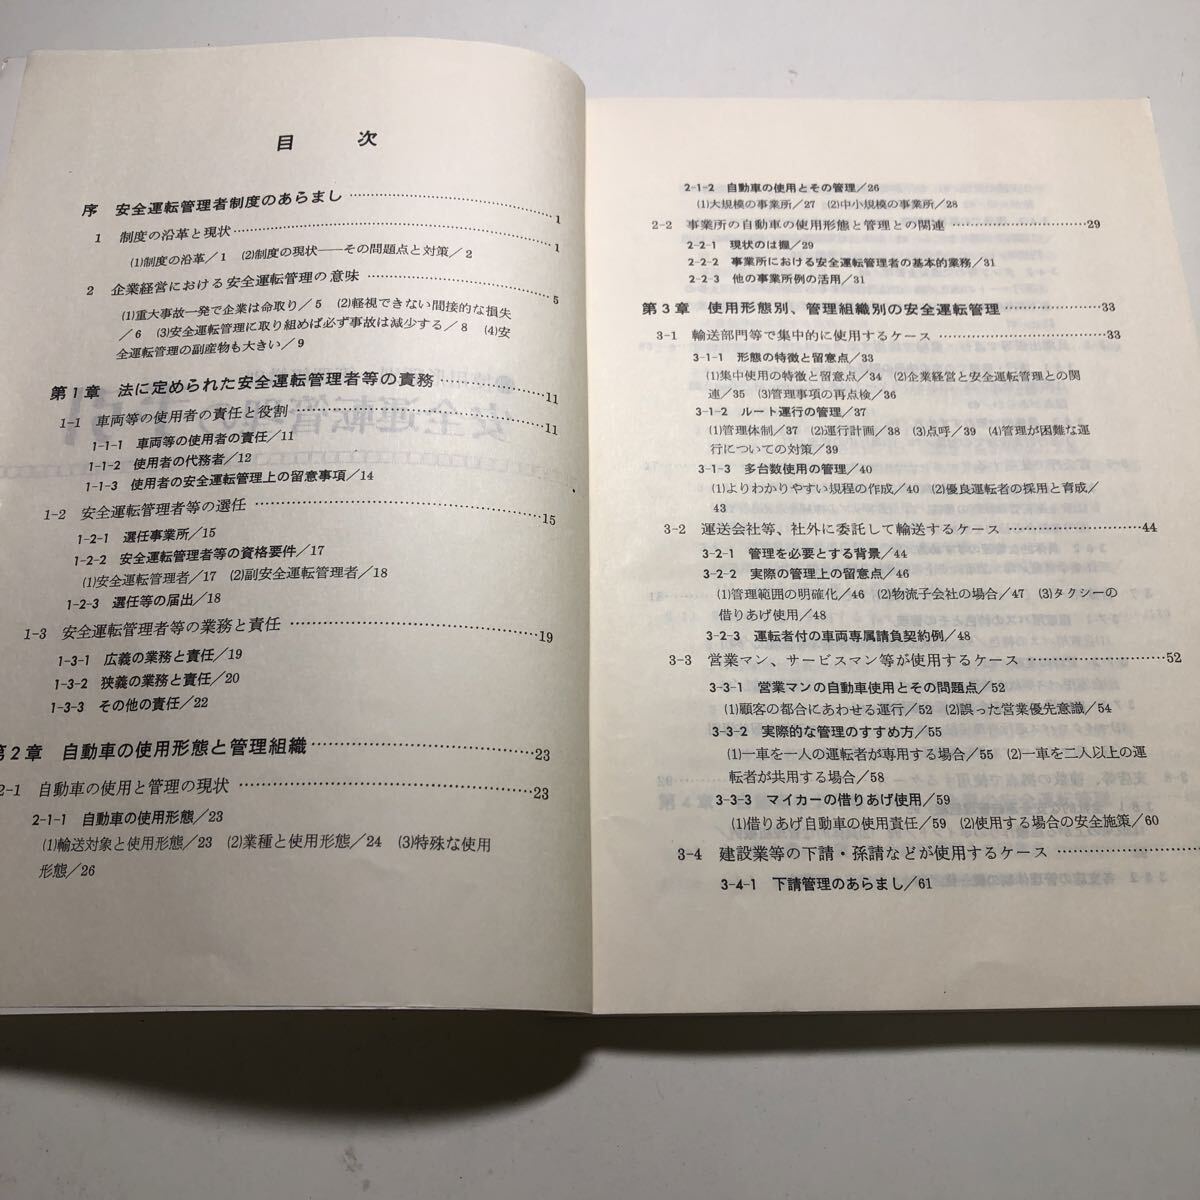 目　次
序　安全運転管理者制度のあらまし……………………1
1　制度の沿革と現状……………………1
⑴制度の沿革／1　⑵制度の現状――その問題点と対策／2
2　企業経営における安全運転管理の意味……………………5
⑴重大事故一発で企業は命取り／5　⑵軽視できない間接的な損失
／6　⑶安全運転管理に取り組めば必ず事故は減少する／8　⑷安
全運転管理の副産物も大きい／9
第1章　法に定められた安全運転管理者等の責務……………………11
1-1　車両等の使用者の責任と役割……………………11
1-1-1　車両等の使用者の責任／11
1-1-2　使用者の代務者／12
1-1-3　使用者の安全運転管理上の留意事項／14
1-2　安全運転管理者等の選任……………………15
1-2-1　選任事業所／15
1-2-2　安全運転管理者等の資格要件／17
⑴安全運転管理者／17　⑵副安全運転管理者／18
1-2-3　選任等の届出／18
1-3　安全運転管理者等の業務と責任……………………19
1-3-1　広義の業務と責任／19
1-3-2　狭義の業務と責任／20
1-3-3　その他の責任／22
第2章　自動車の使用形態と管理組織……………………23
2-1　自動車の使用と管理の現状……………………23
2-1-1　自動車の使用形態／23
⑴輸送対象と使用形態／23　⑵業種と使用形態／24　⑶特殊な使用
形態／26
2-1-2　自動車の使用とその管理／26
⑴大規模の事業所／27　⑵中小規模の事業所／28
2-2　事業所の自動車の使用形態と管理との関連……………………29
2-2-1　現状のは握／29
2-2-2　事業所における安全運転管理者の基本的業務／31
2-2-3　他の事業所例の活用／31
第3章　使用形態別、管理組織別の安全運転管理……………………33
3-1　輸送部門等で集中的に使用するケース……………………33
3-1-1　形態の特徴と留意点／33
⑴集中使用の特徴と留意点／34　⑵企業経営と安全運転管理との関
連／35　⑶管理事項の再点検／36
3-1-2　ルート運行の管理／37
⑴管理体制／37　⑵運行計画／38　⑶点呼／39　⑷管理が困難な運
行についての対策／39
3-1-3　多台数使用の管理／40
⑴よりわかりやすい規程の作成／40　⑵優良運転者の採用と育成／
43
3-2　運送会社等、社外に委託して輸送するケース……………………44
3-2-1　管理を必要とする背景／44
3-2-2　実際の管理上の留意点／46
⑴管理範囲の明確化／46　⑵物流子会社の場合／47　⑶タクシーの
借りあげ使用／48
3-2-3　運転者付の車両専属請負契約例／48
3-3　営業マン、サービスマン等が使用するケース……………………52
3-3-1　営業マンの自動車使用とその問題点／52
⑴顧客の都合にあわせる運行／52　⑵誤った営業優先意識／54
3-3-2　実際的な管理のすすめ方／55
⑴一車を一人の運転者が専用する場合／55　⑵一車を二人以上の運
転者が共用する場合／58
3-3-3　マイカーの借りあげ使用／59
⑴借りあげ自動車の使用責任／59　⑵使用する場合の安全施策／60
3-4　建設業等の下請・孫請などが使用するケース……………………
3-4-1　下請管理のあらまし／61